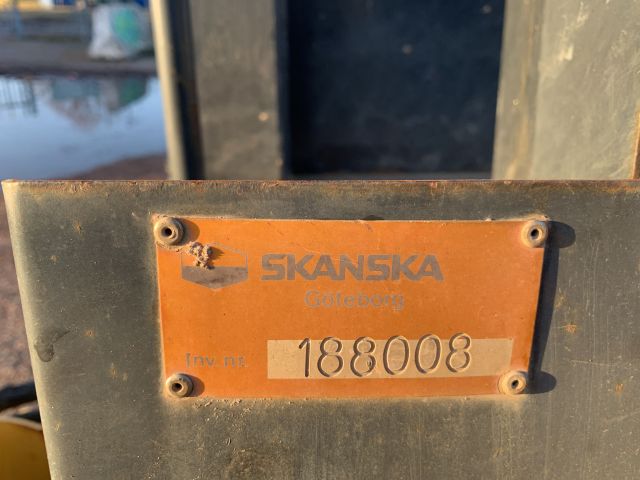 SKANSKA
Göteborg
Inv. nr. 188008